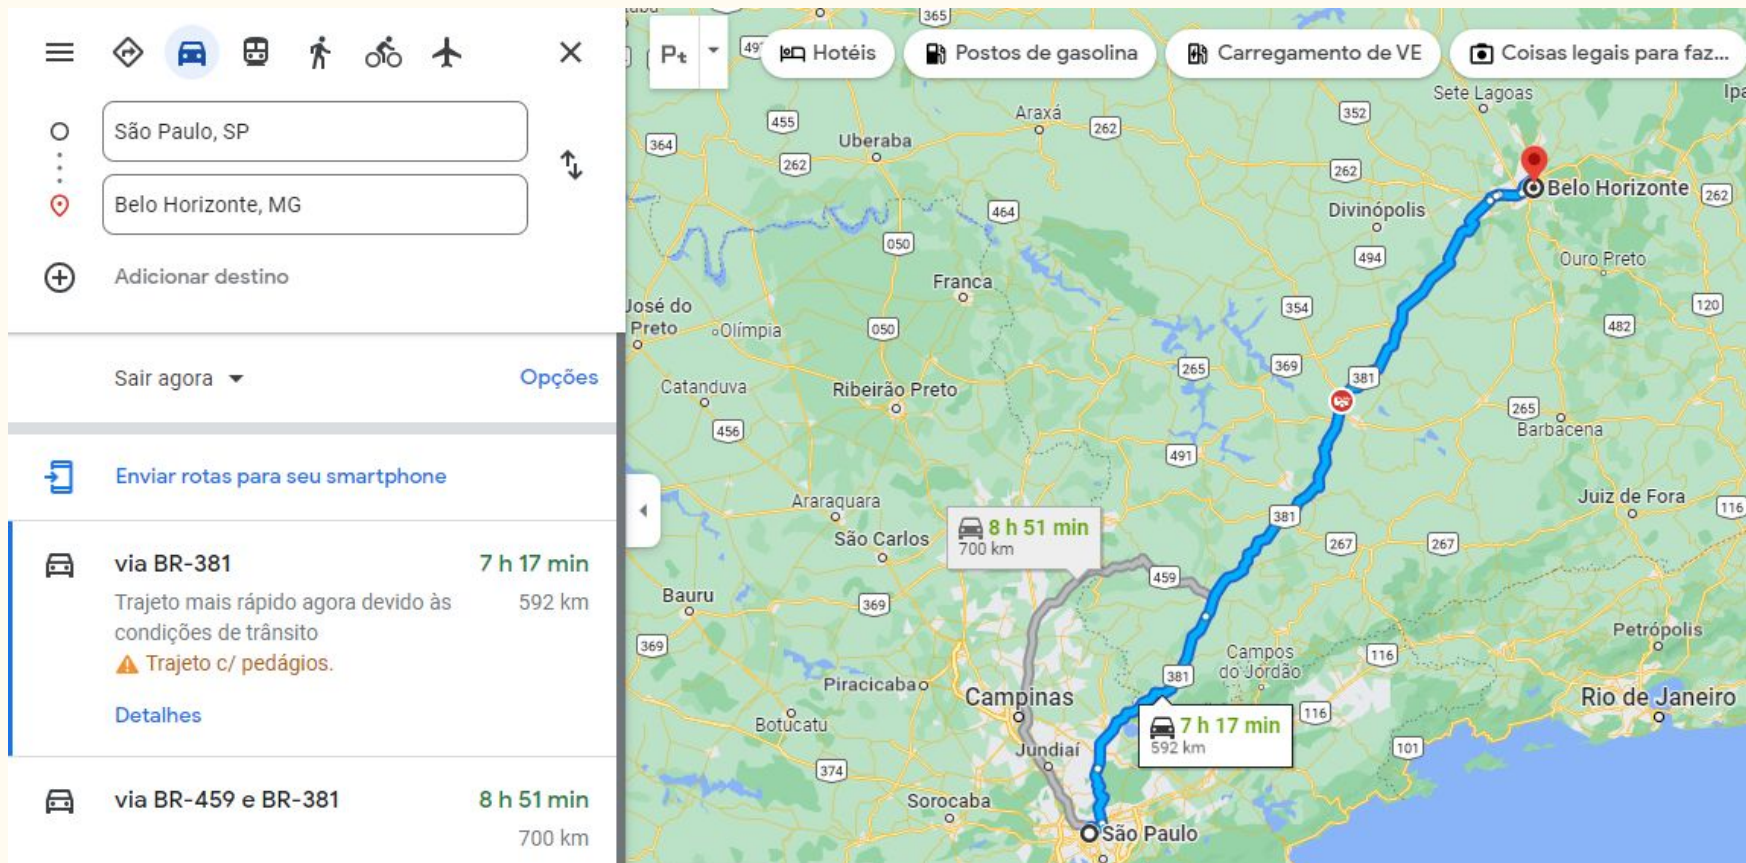 São Paulo, SP
Belo Horizonte, MG
Adicionar destino
Sair agora
Opções
Enviar rotas para seu smartphone
via BR-381
7 h 17 min
Trajeto mais rápido agora devido às
592 km
condições de trânsito
Trajeto c/ pedágios.
Detalhes
via BR-459 e BR-381
8 h 51 min
700 km
365
Hotéis
Postos de gasolina
Carregamento de VE
Coisas legais para faz...
Sete Lagoas
Araxá
352
455
262
364
Uberaba
262
262
Belo Horizonte
262
464
Divinópolis
050
494
Ouro Preto
Franca
José do
Preto
Olímpia
050
354
120
482
265
369
381
Catanduva
Ribeirão Preto
456
265
Barbacena
491
Araraquara
Juiz de Fora
116
381
8 h 51 min
700 km
São Carlos
267
267
459
Bauru
369
369
Petrópolis
Campos
do Jordão
116
381
Piracicaba
Campinas
Rio de Janeiro
Botucatu
116
7 h 17 min
592 km
101
Jundiaí
374
Sorocaba
São Paulo